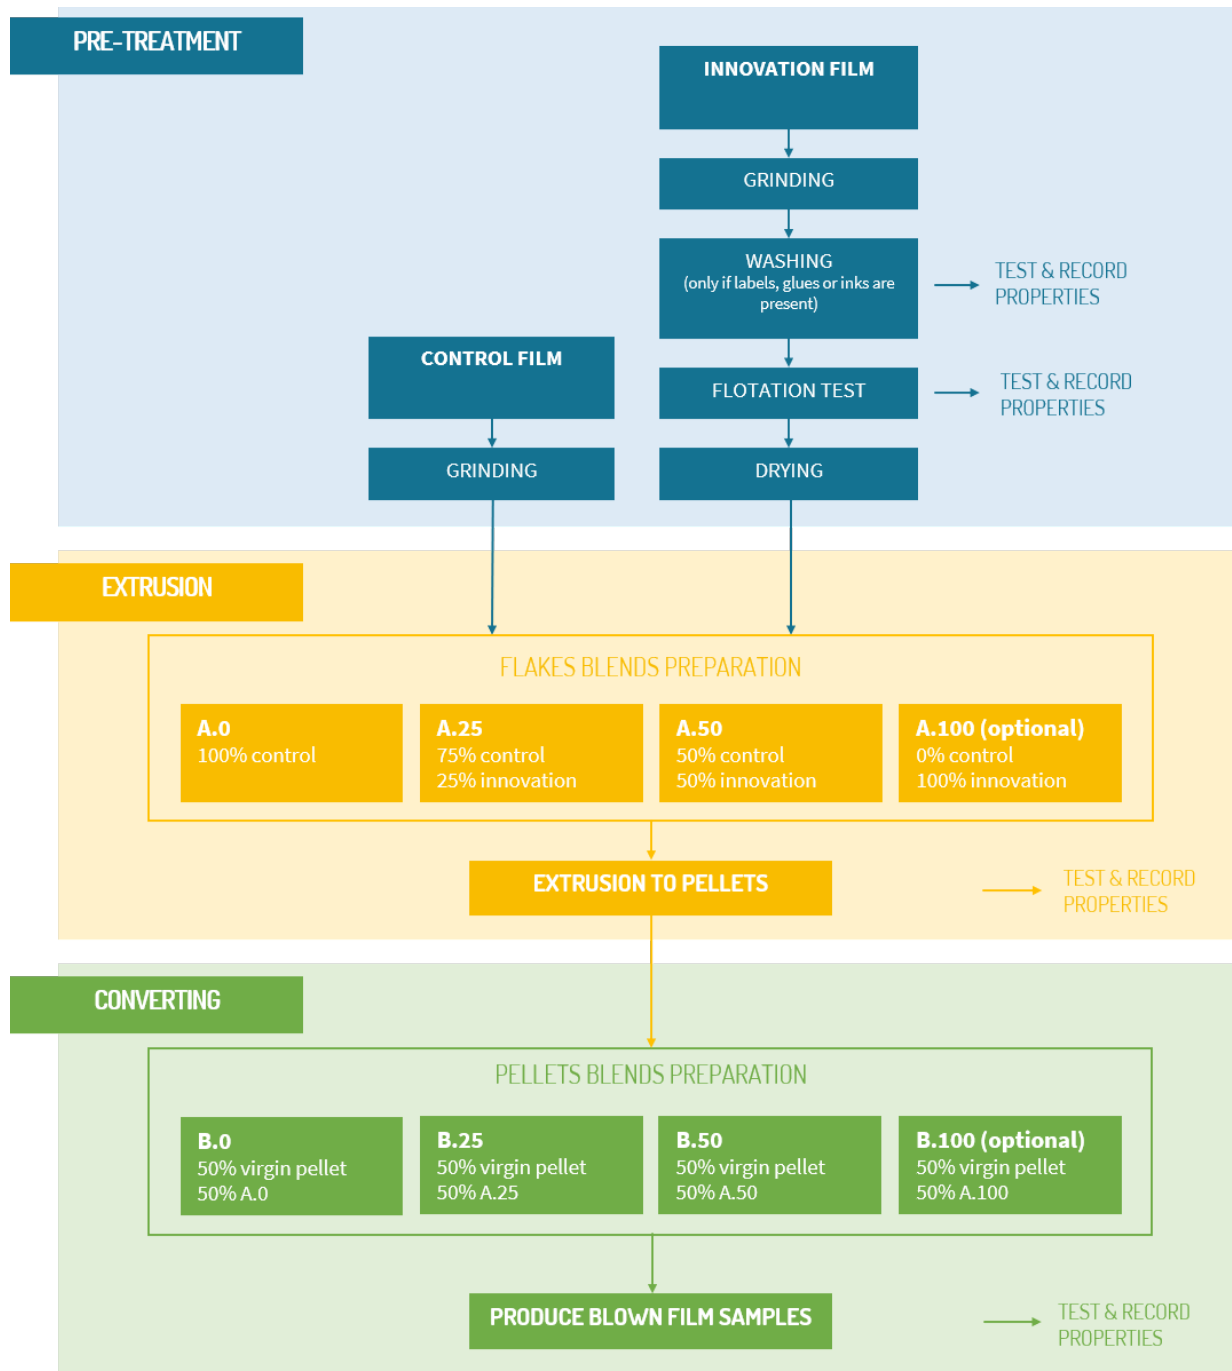 PRE-TREATMENT
INNOVATION FILM
GRINDING
WASHING
(only if labels, glues or inks are
present)
TEST & RECORD
PROPERTIES
CONTROL FILM
FLOTATION TEST
TEST & RECORD
PROPERTIES
GRINDING
DRYING
EXTRUSION
FLAKES BLENDS PREPARATION
A.0
100% control
A.25
75% control
25% innovation
A.50
50% control
50% innovation
A.100 (optional)
0% control
100% innovation
EXTRUSION TO PELLETS
TEST & RECORD
PROPERTIES
CONVERTING
PELLETS BLENDS PREPARATION
B.0
50% virgin pellet
50% A.0
B.25
50% virgin pellet
50% A.25
B.50
50% virgin pellet
50% A.50
B.100 (optional)
50% virgin pellet
50% A.100
PRODUCE BLOWN FILM SAMPLES
TEST & RECORD
PROPERTIES